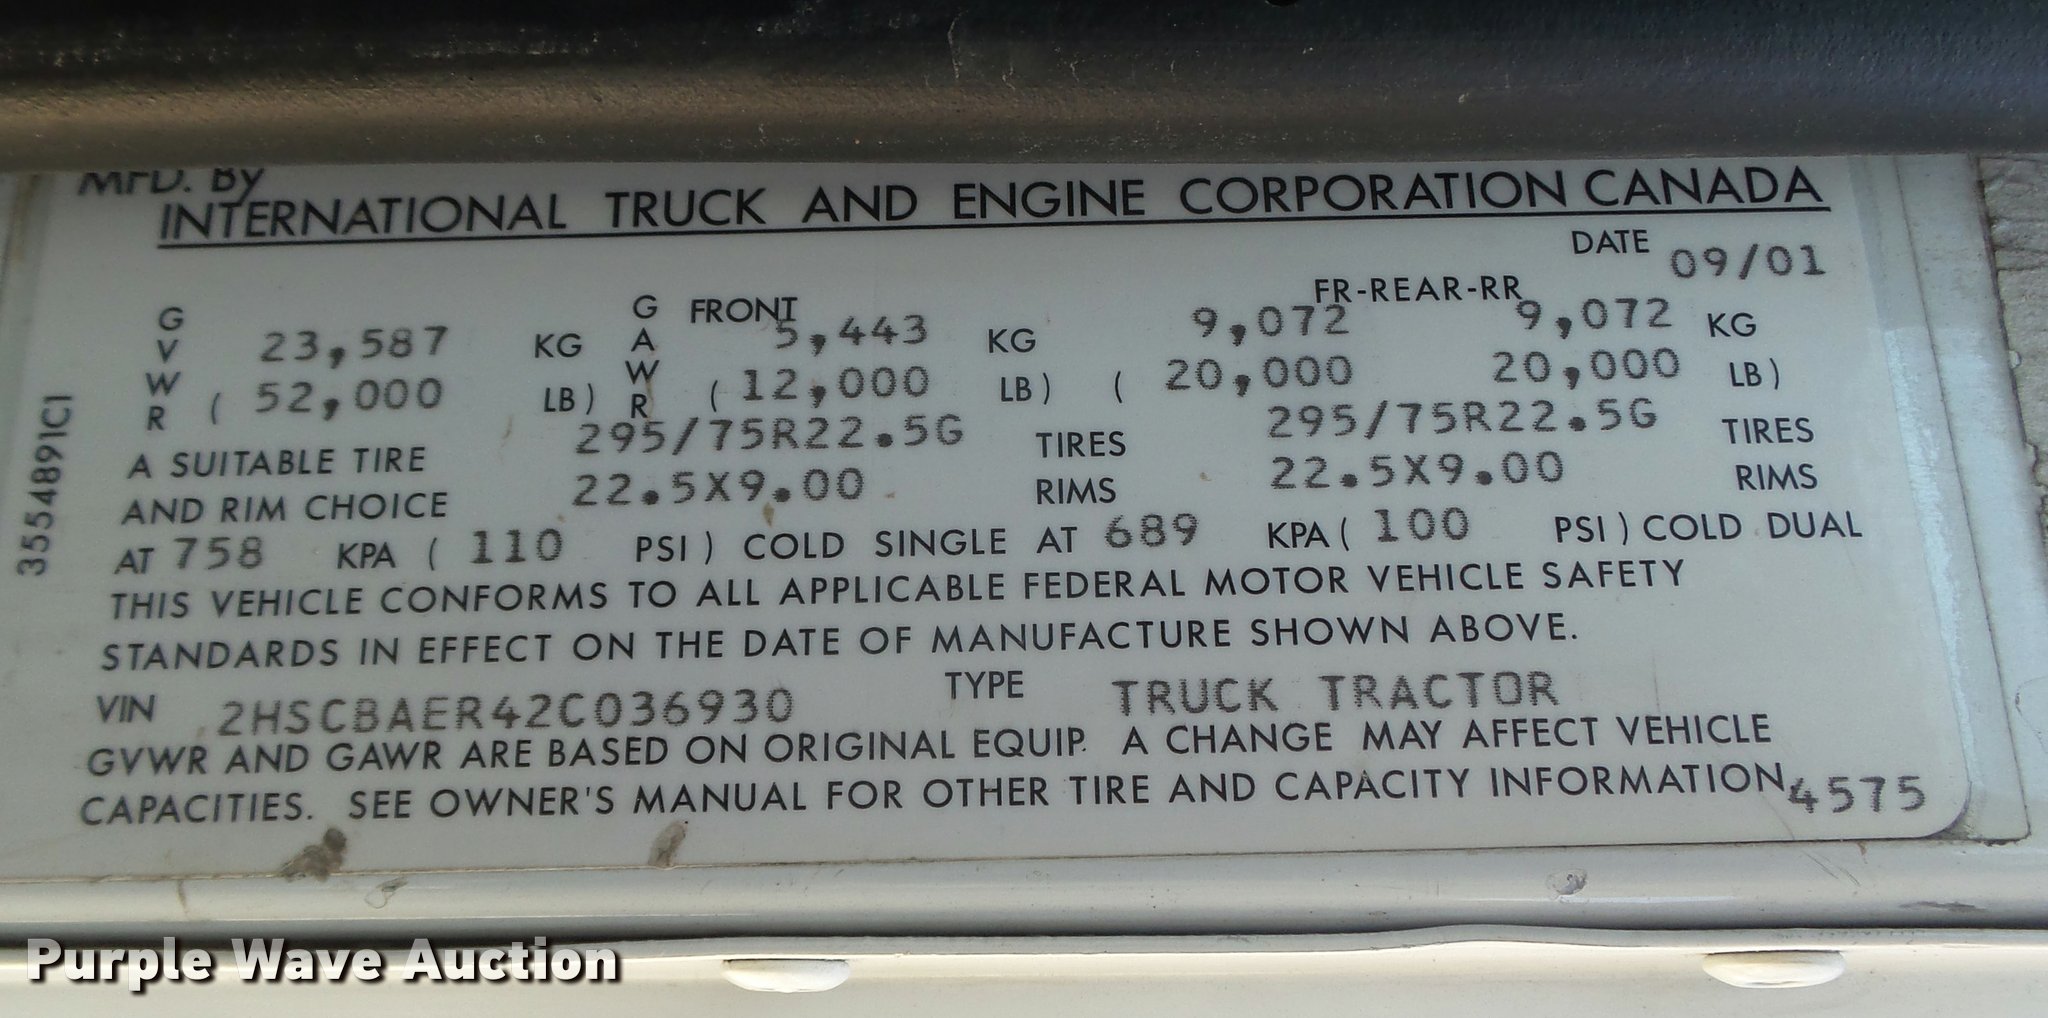 MFD. By
INTERNATIONAL TRUCK AND ENGINE CORPORATION CANADA
DATE 09/01
GVWR 23,587 KG GAWR FRONT 5,443 KG FR-REAR-RR 9,072 9,072 KG
( 52,000 LB) ( 12,000 LB) ( 20,000 20,000 LB)
A SUITABLE TIRE 295/75R22.5G TIRES 295/75R22.5G TIRES
AND RIM CHOICE 22.5X9.00 RIMS 22.5X9.00 RIMS
AT 758 KPA ( 110 PSI ) COLD SINGLE AT 689 KPA ( 100 PSI ) COLD DUAL
THIS VEHICLE CONFORMS TO ALL APPLICABLE FEDERAL MOTOR VEHICLE SAFETY
STANDARDS IN EFFECT ON THE DATE OF MANUFACTURE SHOWN ABOVE.
VIN 2HSCBAER42C036930 TYPE TRUCK TRACTOR
GVWR AND GAWR ARE BASED ON ORIGINAL EQUIP. A CHANGE MAY AFFECT VEHICLE
CAPACITIES. SEE OWNER'S MANUAL FOR OTHER TIRE AND CAPACITY INFORMATION
4575
3554891C1
Purple Wave Auction